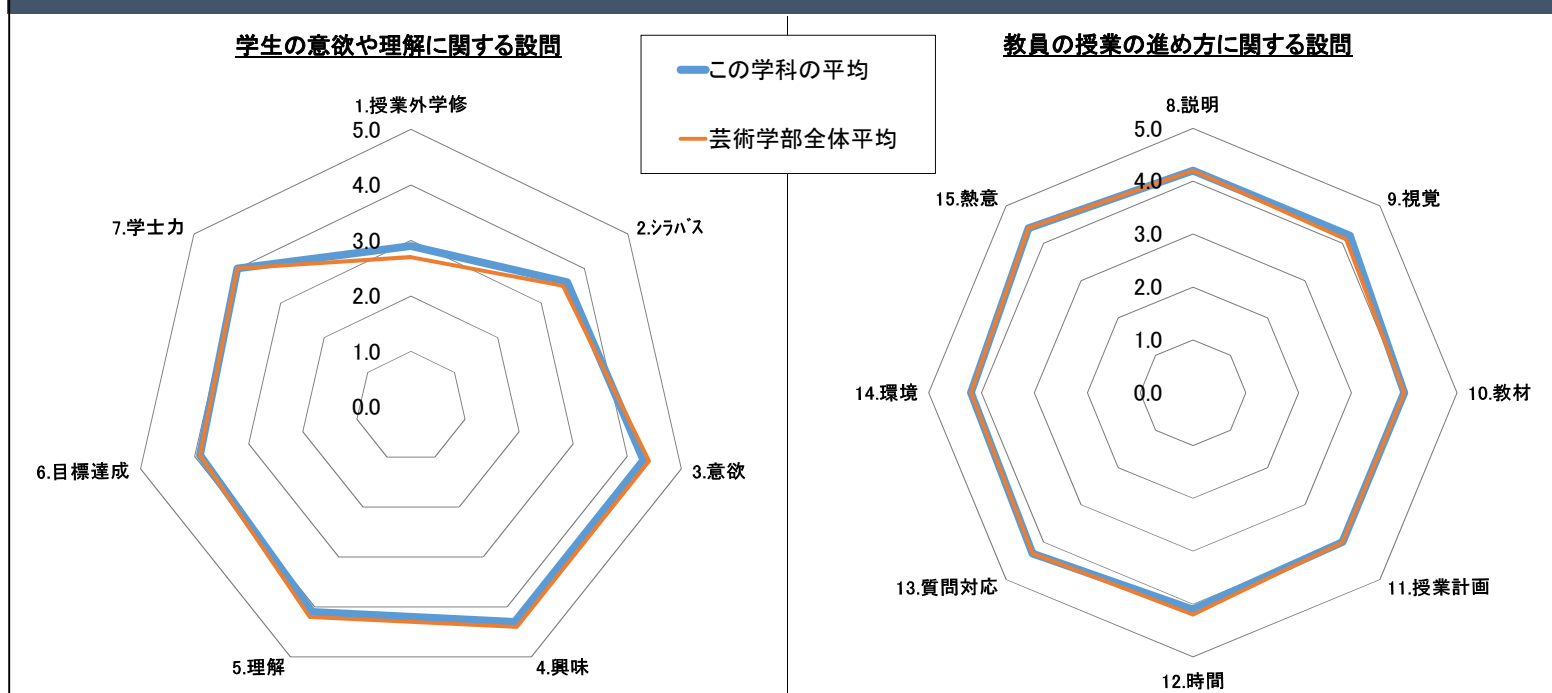 学生の意欲や理解に関する設問
この学科の平均
芸術学部全体平均
教員の授業の進め方に関する設問
1.授業外学修
5.0
4.0
3.0
2.0
1.0
0.0
2.シラバス
3.意欲
4.興味
5.理解
6.目標達成
7.学士力
8.説明
5.0
4.0
3.0
2.0
1.0
0.0
9.視覚
10.教材
11.授業計画
12.時間
13.質問対応
14.環境
15.熱意